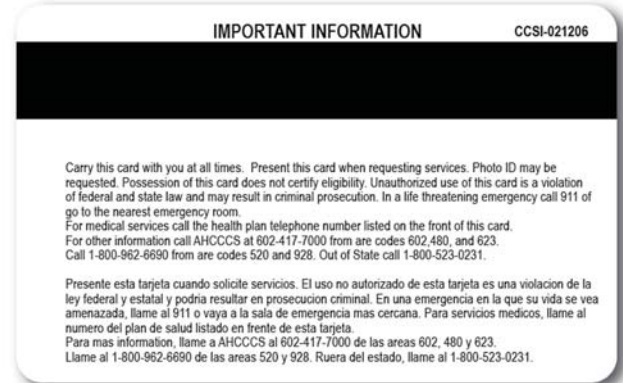 IMPORTANT INFORMATION CCSI-021206
Carry this card with you at all times. Present this card when requesting services. Photo ID may be
requested. Possession of this card does not certify eligibility. Unauthorized use of this card is a violation
of federal and state law and may result in criminal prosecution. In a life threatening emergency call 911 of
go to the nearest emergency room.
For medical services call the health plan telephone number listed on the front of this card.
For other information call AHCCCS at 602-417-7000 from are codes 602,480, and 623.
Call 1-800-962-6690 from are codes 520 and 928. Out of State call 1-800-523-0231.
Presente esta tarjeta cuando solicite servicios. El uso no autorizado de esta tarjeta es una violacion de la
ley federal y estatal y podria resultar en prosecucion criminal. En una emergencia en la que su vida se vea
amenazada, llame al 911 o vaya a la sala de emergencia mas cercana. Para servicios medicos, llame al
numero del plan de salud listado en frente de esta tarjeta.
Para mas information, llame a AHCCCS al 602-417-7000 de las areas 602, 480 y 623.
Llame al 1-800-962-6690 de las areas 520 y 928. Ruera del estado, llame al 1-800-523-0231.